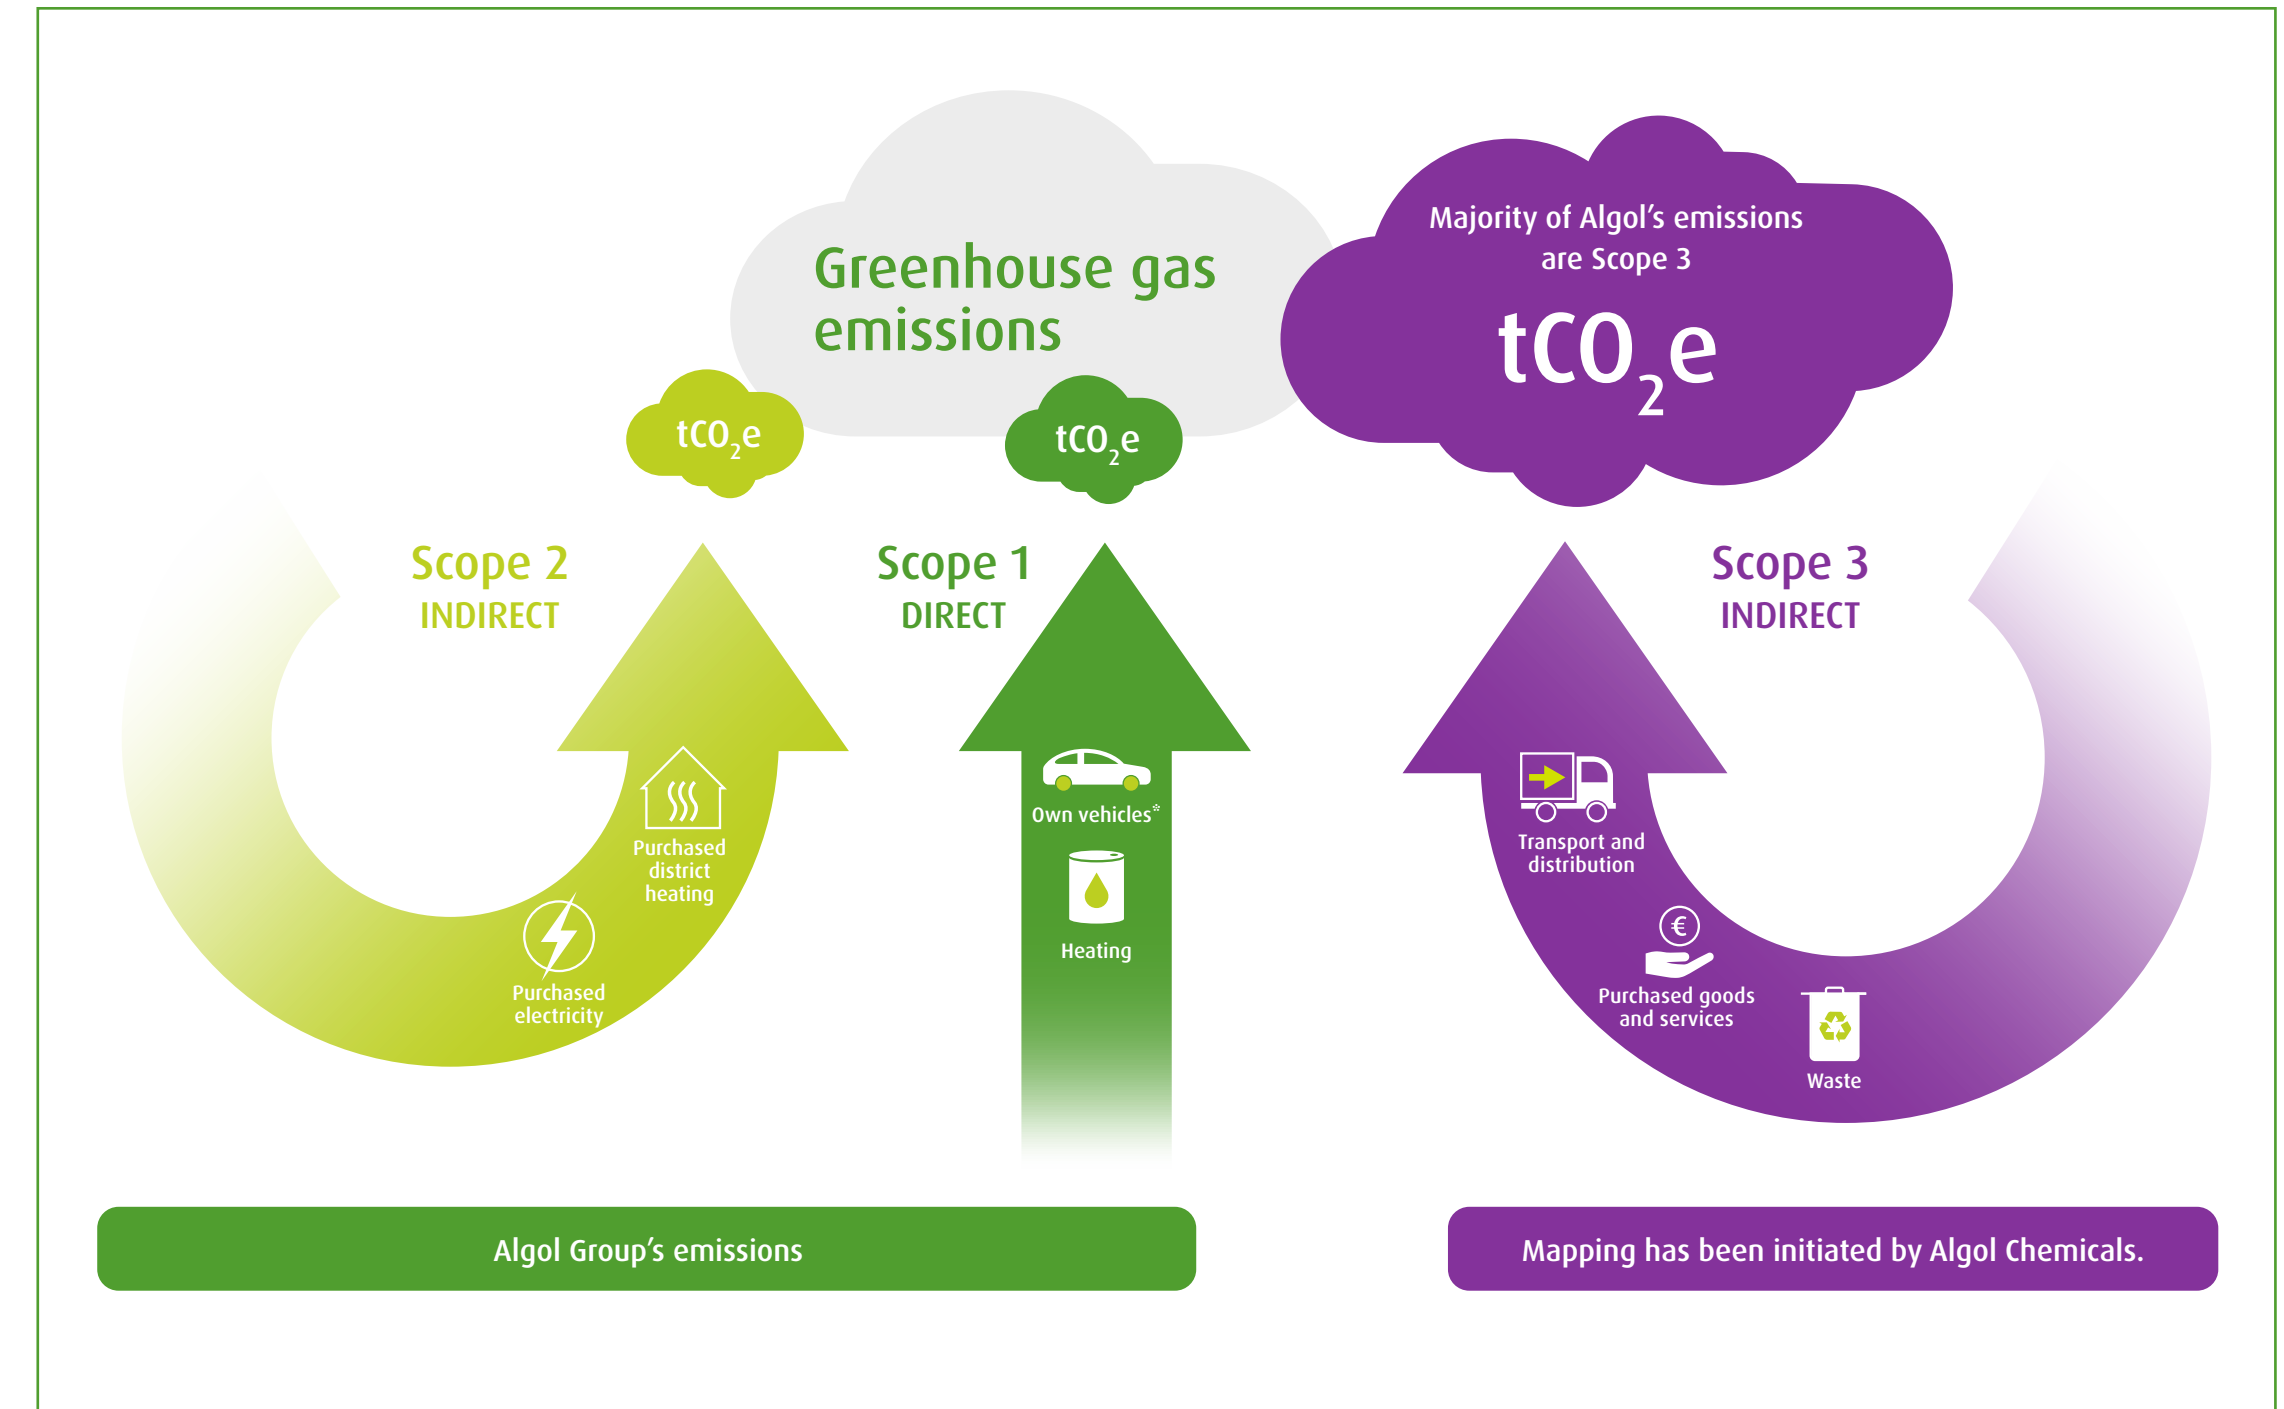 Greenhouse gas
emissions
Majority of Algol's emissions
are Scope 3
tCO₂e
tCO₂e
tCO₂e
Scope 2
INDIRECT
Purchased
district
heating
Purchased
electricity
Scope 1
DIRECT
Own vehicles*
Heating
Scope 3
INDIRECT
Transport and
distribution
€
Purchased goods
and services
Waste
Algol Group's emissions
Mapping has been initiated by Algol Chemicals.